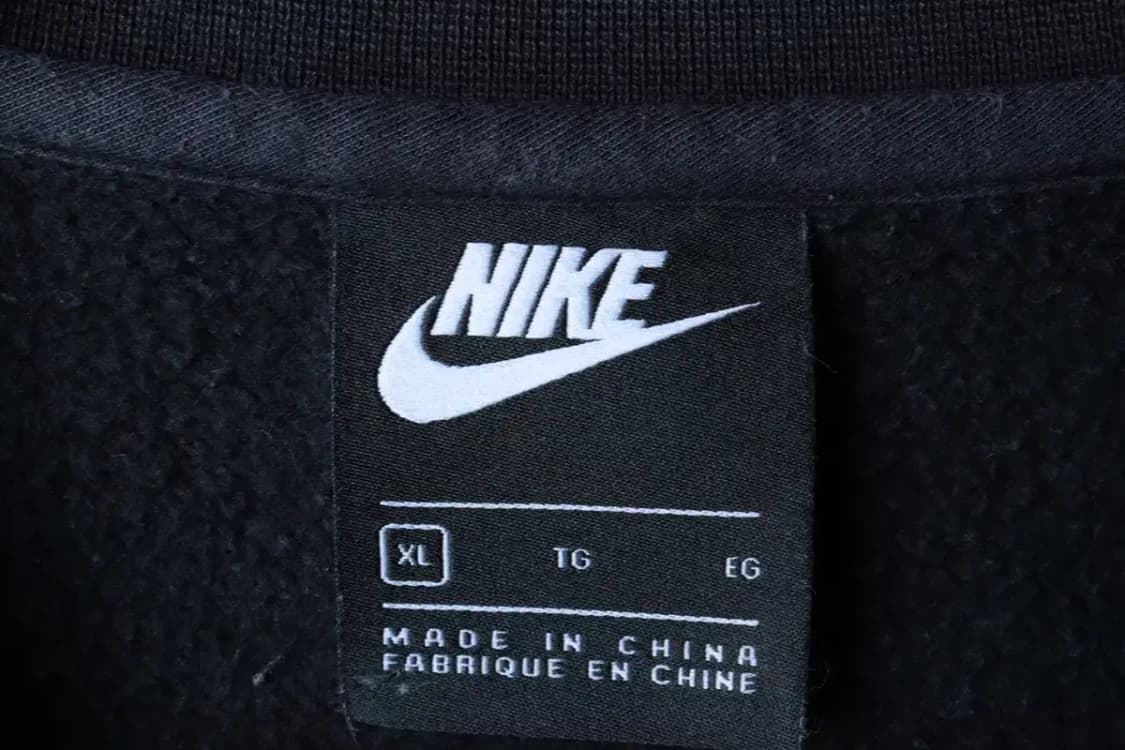 NIKE
XL TG EG
MADE IN CHINA
FABRIQUE EN CHINE